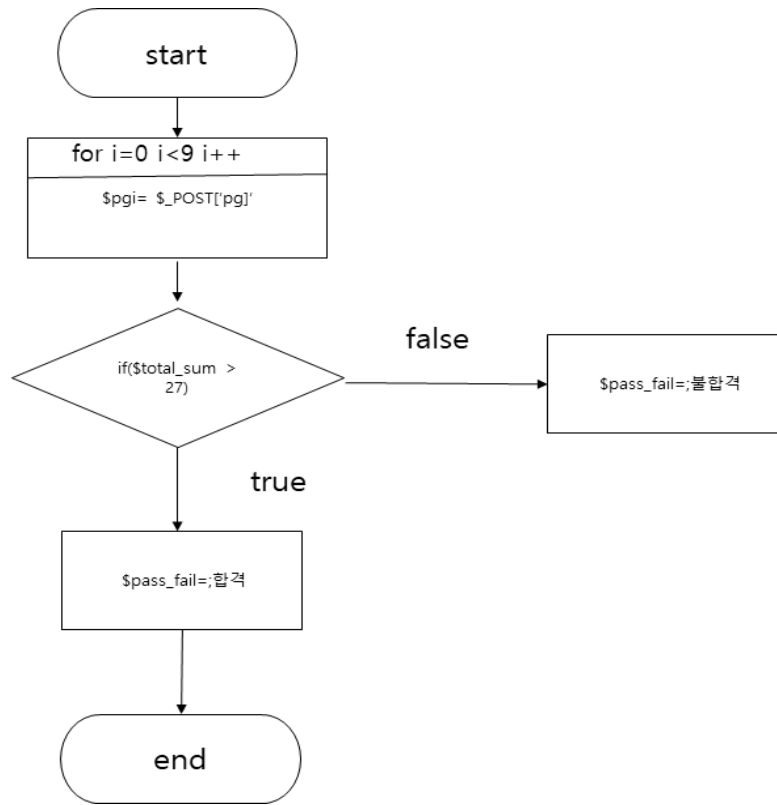 start
for i=0 i<9 i++
$pgi= $_POST['pg]'
if($total_sum >
27)
false
$pass_fail=;불합격
true
$pass_fail=;합격
end